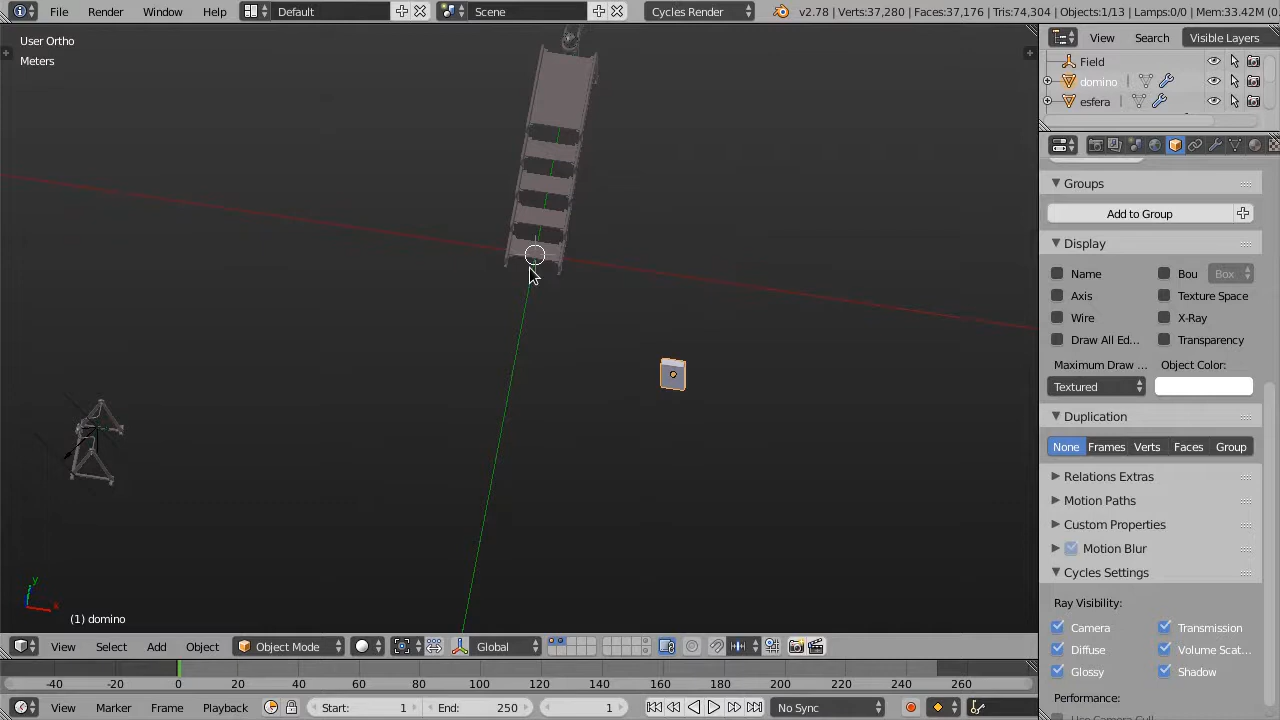 File Render Window Help Default Scene Cycles Render v2.78 | Verts:37,280 | Faces:37,176 | Tris:74,304 | Objects:1/13 | Lamps:0/0 | Mem:33.42M (0
User Ortho
Meters
View Search Visible Layers
Field
domino
esfera
Groups
Add to Group
Display
Name Bou Box
Axis Texture Space
Wire X-Ray
Draw All Ed... Transparency
Maximum Draw ... Object Color:
Textured
Duplication
None Frames Verts Faces Group
Relations Extras
Motion Paths
Custom Properties
Motion Blur
Cycles Settings
Ray Visibility:
Camera Transmission
Diffuse Volume Scat...
Glossy Shadow
Performance:
y
x
(1) domino
View Select Add Object Object Mode Global
-40 -20 0 20 40 60 80 100 120 140 160 180 200 220 240 260
View Marker Frame Playback Start: 1 End: 250 1 No Sync